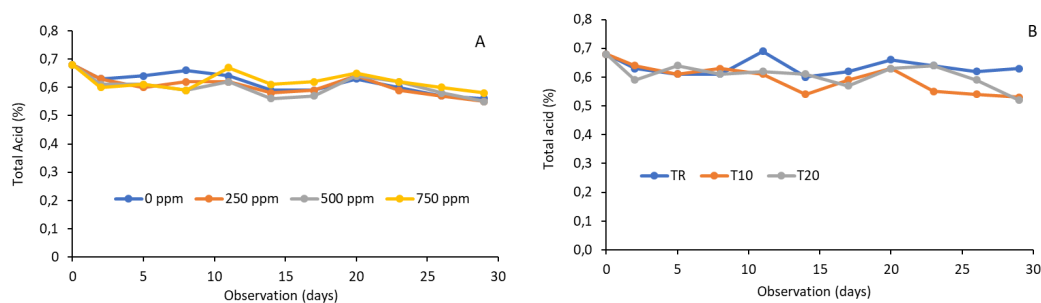 A
Total Acid (%)
0,8
0,7
0,6
0,5
0,4
0,3
0,2
0,1
0
0 ppm 250 ppm 500 ppm 750 ppm
0 5 10 15 20 25 30
Observation (days)
B
Total acid (%)
0,8
0,7
0,6
0,5
0,4
0,3
0,2
0,1
0,0
TR T10 T20
0 5 10 15 20 25 30
Observation (days)